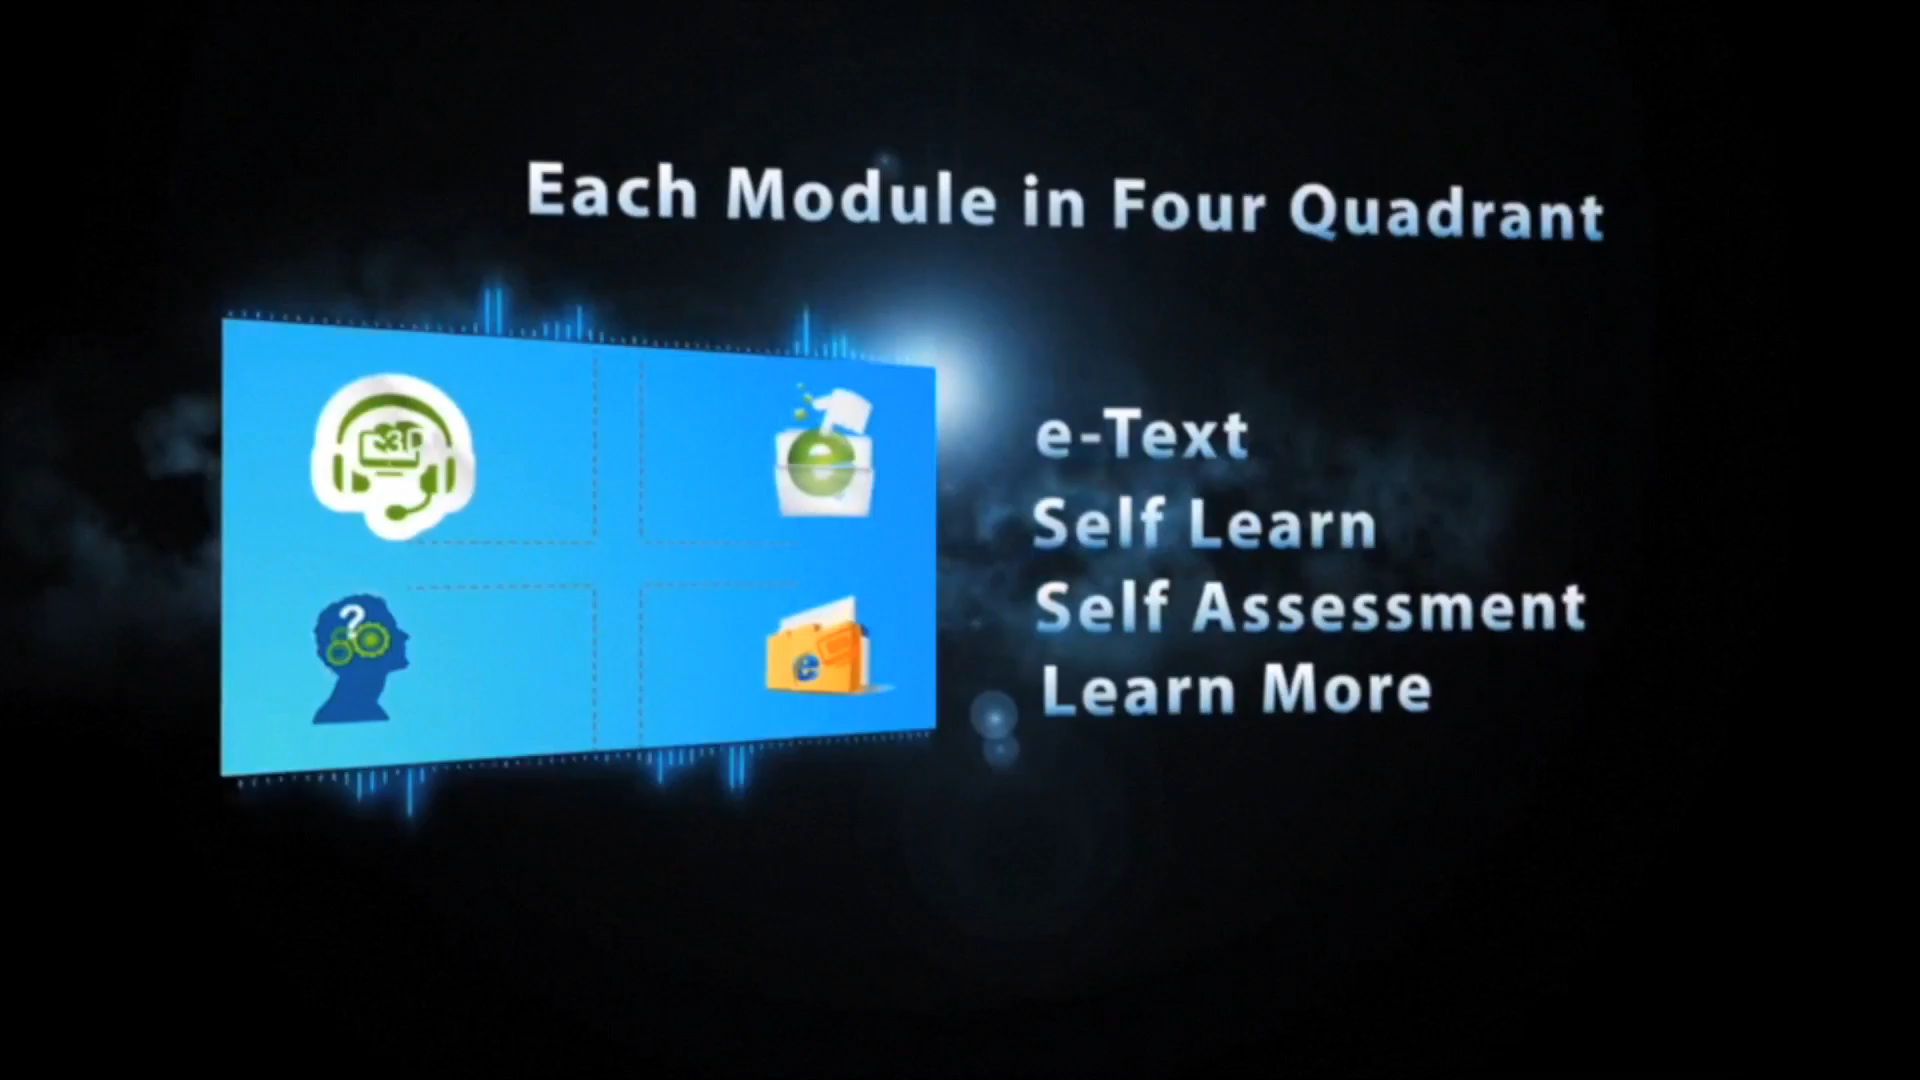 Each Module in Four Quadrant
e-Text
Self Learn
Self Assessment
Learn More
?
e
e